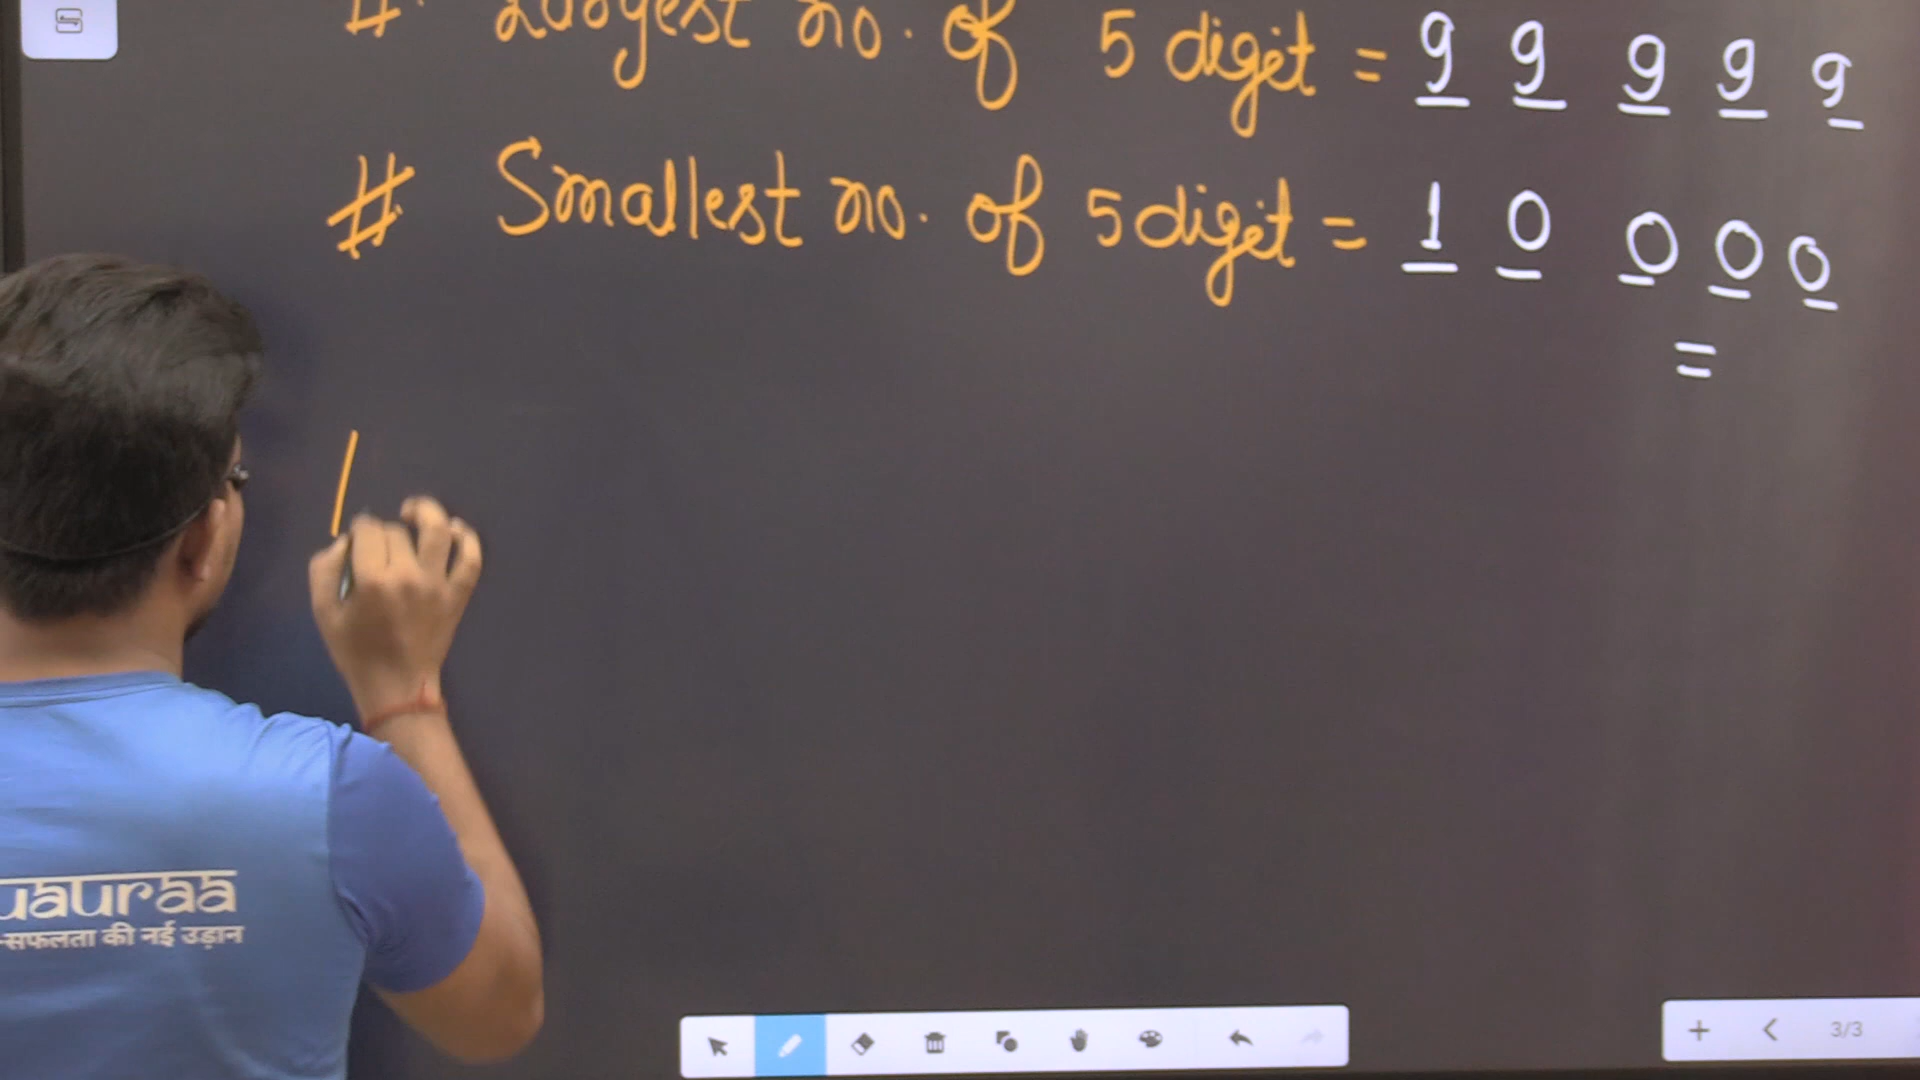 # Largest no. of 5 digit = 9 9 9 9 9
# Smallest no. of 5 digit = 1 0 0 0 0
=
uauraa
-सफलता की नई उड़ान
3/3